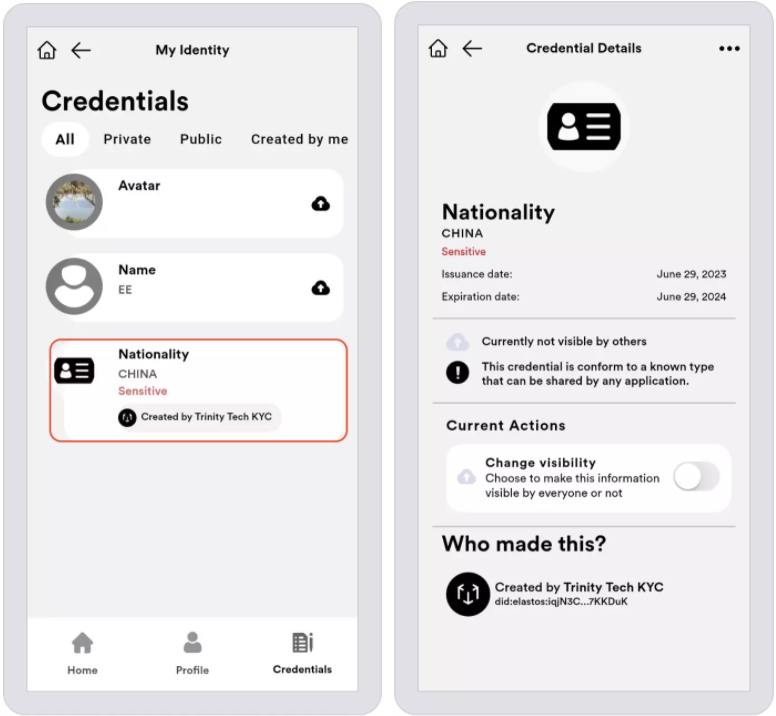 My Identity
Credentials
All Private Public Created by me
Avatar
Name
EE
Nationality
CHINA
Sensitive
Created by Trinity Tech KYC
Home Profile Credentials
Credential Details
Nationality
CHINA
Sensitive
Issuance date: June 29, 2023
Expiration date: June 29, 2024
Currently not visible by others
This credential is conform to a known type
that can be shared by any application.
Current Actions
Change visibility
Choose to make this information
visible by everyone or not
Who made this?
Created by Trinity Tech KYC
did:elastos:iqjN3C...7KKDuK